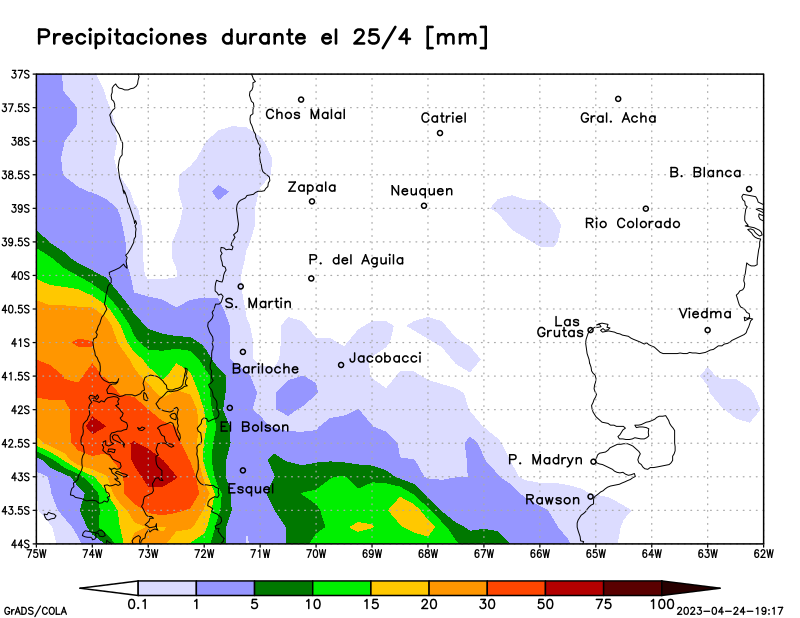 Precipitaciones durante el 25/4 [mm]
37S
37.5S
Chos Malal
Catriel
Gral. Acha
38S
38.5S
B. Blanca
Zapala
Neuquen
39S
Rio Colorado
39.5S
P. del Aguila
40S
S. Martin
40.5S
Viedma
Las
Grutas
41S
Jacobacci
Bariloche
41.5S
42S
El Bolson
42.5S
P. Madryn
43S
Esquel
Rawson
43.5S
44S
75W 74W 73W 72W 71W 70W 69W 68W 67W 66W 65W 64W 63W 62W
0.1 1 5 10 15 20 30 50 75 100
GrADS/COLA
2023-04-24-19:17